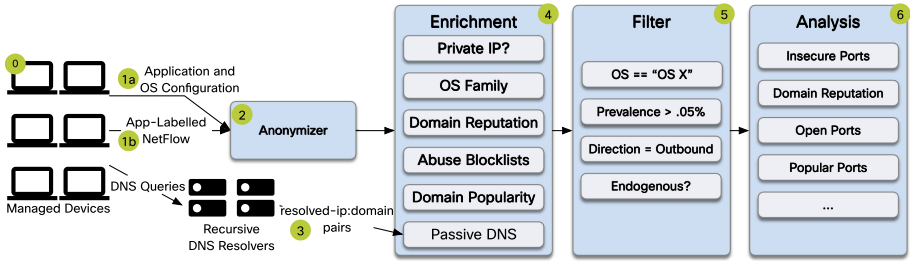 0
1a
Application and
OS Configuration
App-Labelled
1b
NetFlow
DNS Queries
Managed Devices
2
Anonymizer
Recursive
DNS Resolvers
resolved-ip:domain
3
pairs
Enrichment
4
Private IP?
OS Family
Domain Reputation
Abuse Blocklists
Domain Popularity
Passive DNS
Filter
5
OS == “OS X”
Prevalence > .05%
Direction = Outbound
Endogenous?
Analysis
6
Insecure Ports
Domain Reputation
Open Ports
Popular Ports
...